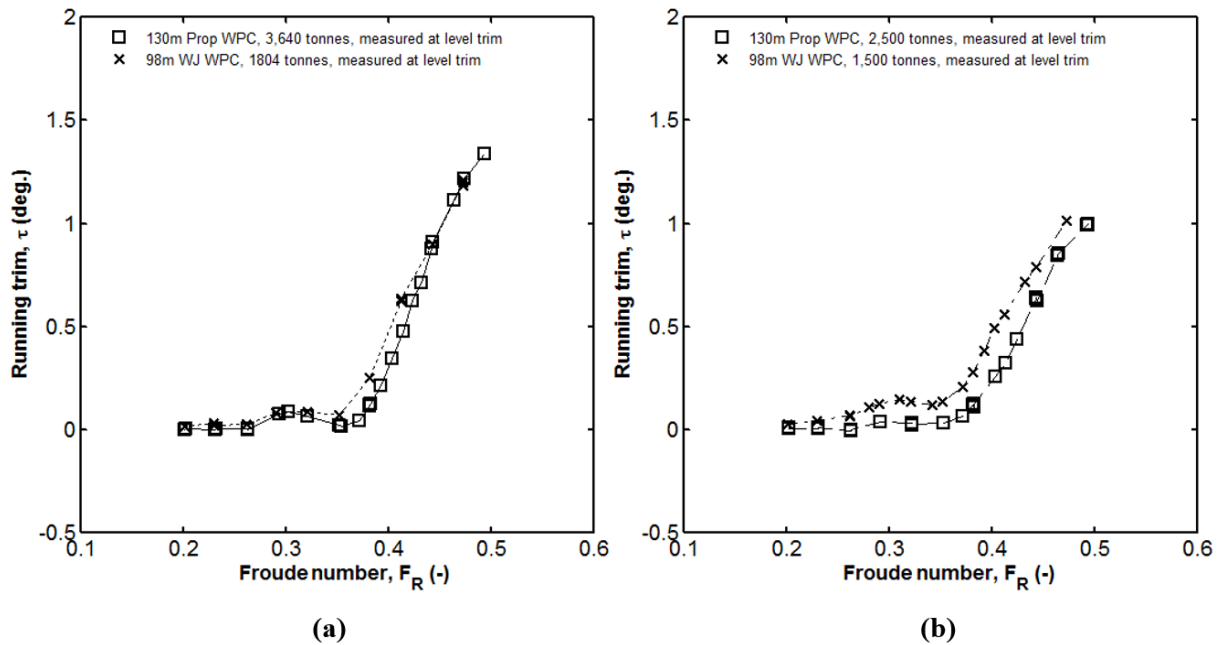 2
1.5
1
0.5
0
-0.5
Running trim, τ (deg.)
130m Prop WPC, 3,640 tonnes, measured at level trim
98m WJ WPC, 1804 tonnes, measured at level trim
0.1 0.2 0.3 0.4 0.5 0.6
Froude number, F_R (-)
(a)
2
1.5
1
0.5
0
-0.5
Running trim, τ (deg.)
130m Prop WPC, 2,500 tonnes, measured at level trim
98m WJ WPC, 1,500 tonnes, measured at level trim
0.1 0.2 0.3 0.4 0.5 0.6
Froude number, F_R (-)
(b)